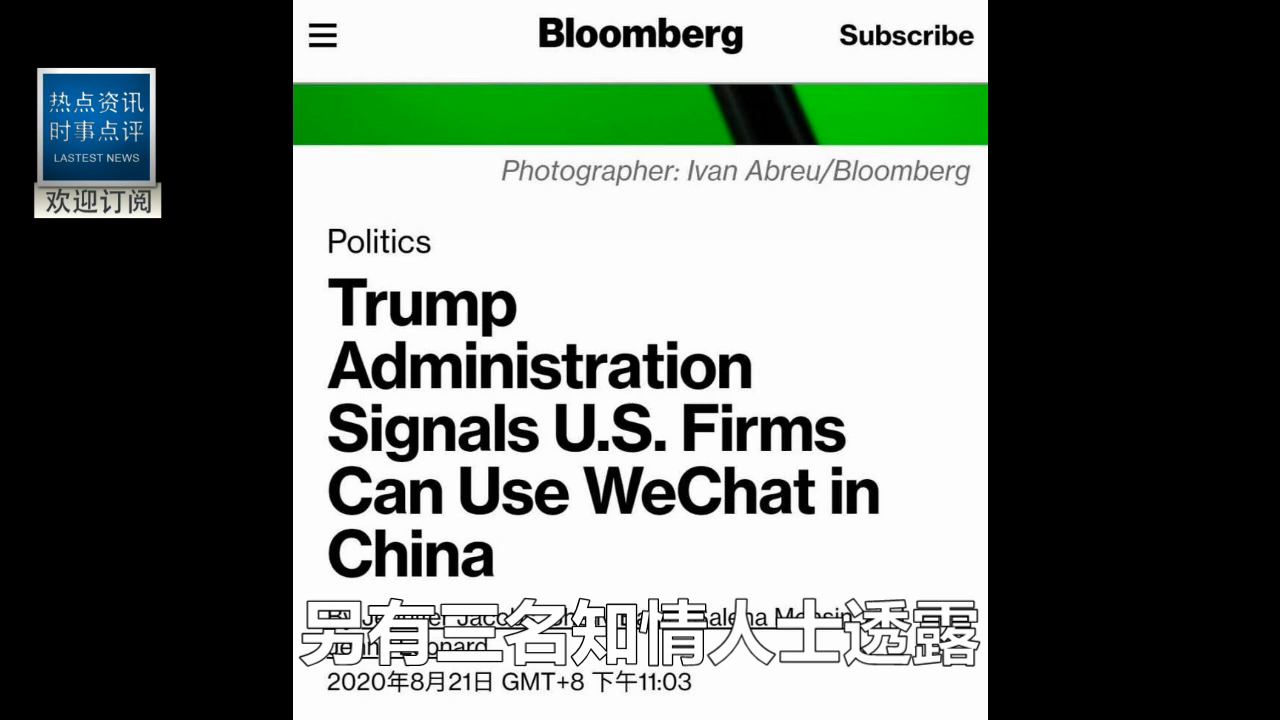 热点资讯
时事点评
LASTEST NEWS
欢迎订阅
Bloomberg
Subscribe
Photographer: Ivan Abreu/Bloomberg
Politics
Trump
Administration
Signals U.S. Firms
Can Use WeChat in
China
By Jennifer
另有三名知情人士透露
2020年8月21日 GMT+8 下午11:03